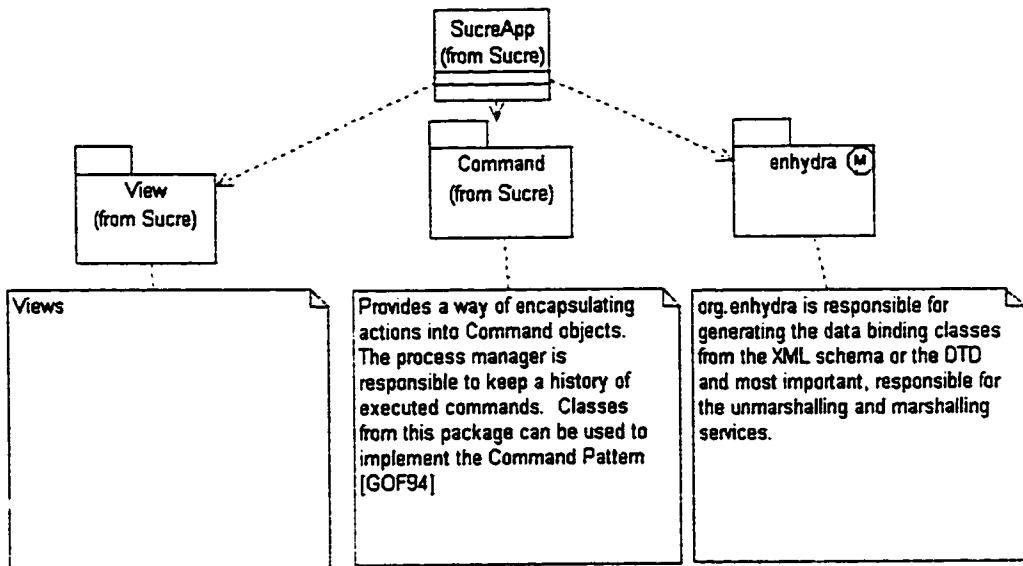 SucreApp
(from Sucre)
View
(from Sucre)
Command
(from Sucre)
enhydra M
Views
Provides a way of encapsulating
actions into Command objects.
The process manager is
responsible to keep a history of
executed commands. Classes
from this package can be used to
implement the Command Pattern
[GOF94]
org.enhydra is responsible for
generating the data binding classes
from the XML schema or the DTD
and most important, responsible for
the unmarshalling and marshalling
services.